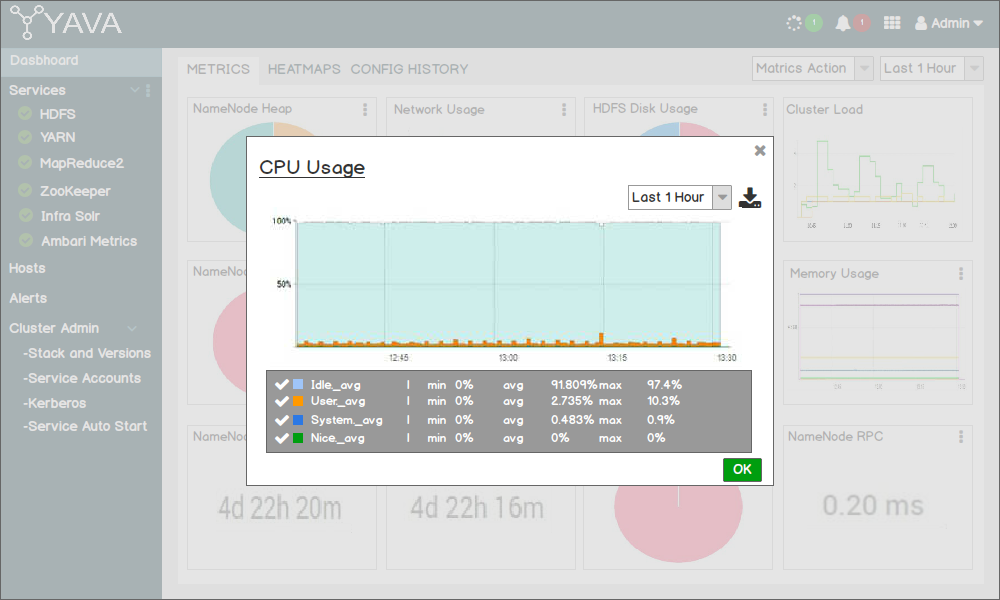 YAVA
1
1
Admin
Dasbhoard
Services
HDFS
YARN
MapReduce2
ZooKeeper
Infra Solr
Ambari Metrics
Hosts
Alerts
Cluster Admin
-Stack and Versions
-Service Accounts
-Kerberos
-Service Auto Start
METRICS HEATMAPS CONFIG HISTORY
Matrics Action
Last 1 Hour
NameNode Heap
Network Usage
HDFS Disk Usage
Cluster Load
CPU Usage
Last 1 Hour
100%
50%
12:45 13:00 13:15 13:30
Idle_avg | min 0% avg 91.809% max 97.4%
User_avg | min 0% avg 2.735% max 10.3%
System_avg | min 0% avg 0.483% max 0.9%
Nice_avg | min 0% avg 0% max 0%
OK
Memory Usage
NameNode RPC
4d 22h 20m
4d 22h 16m
0.20 ms